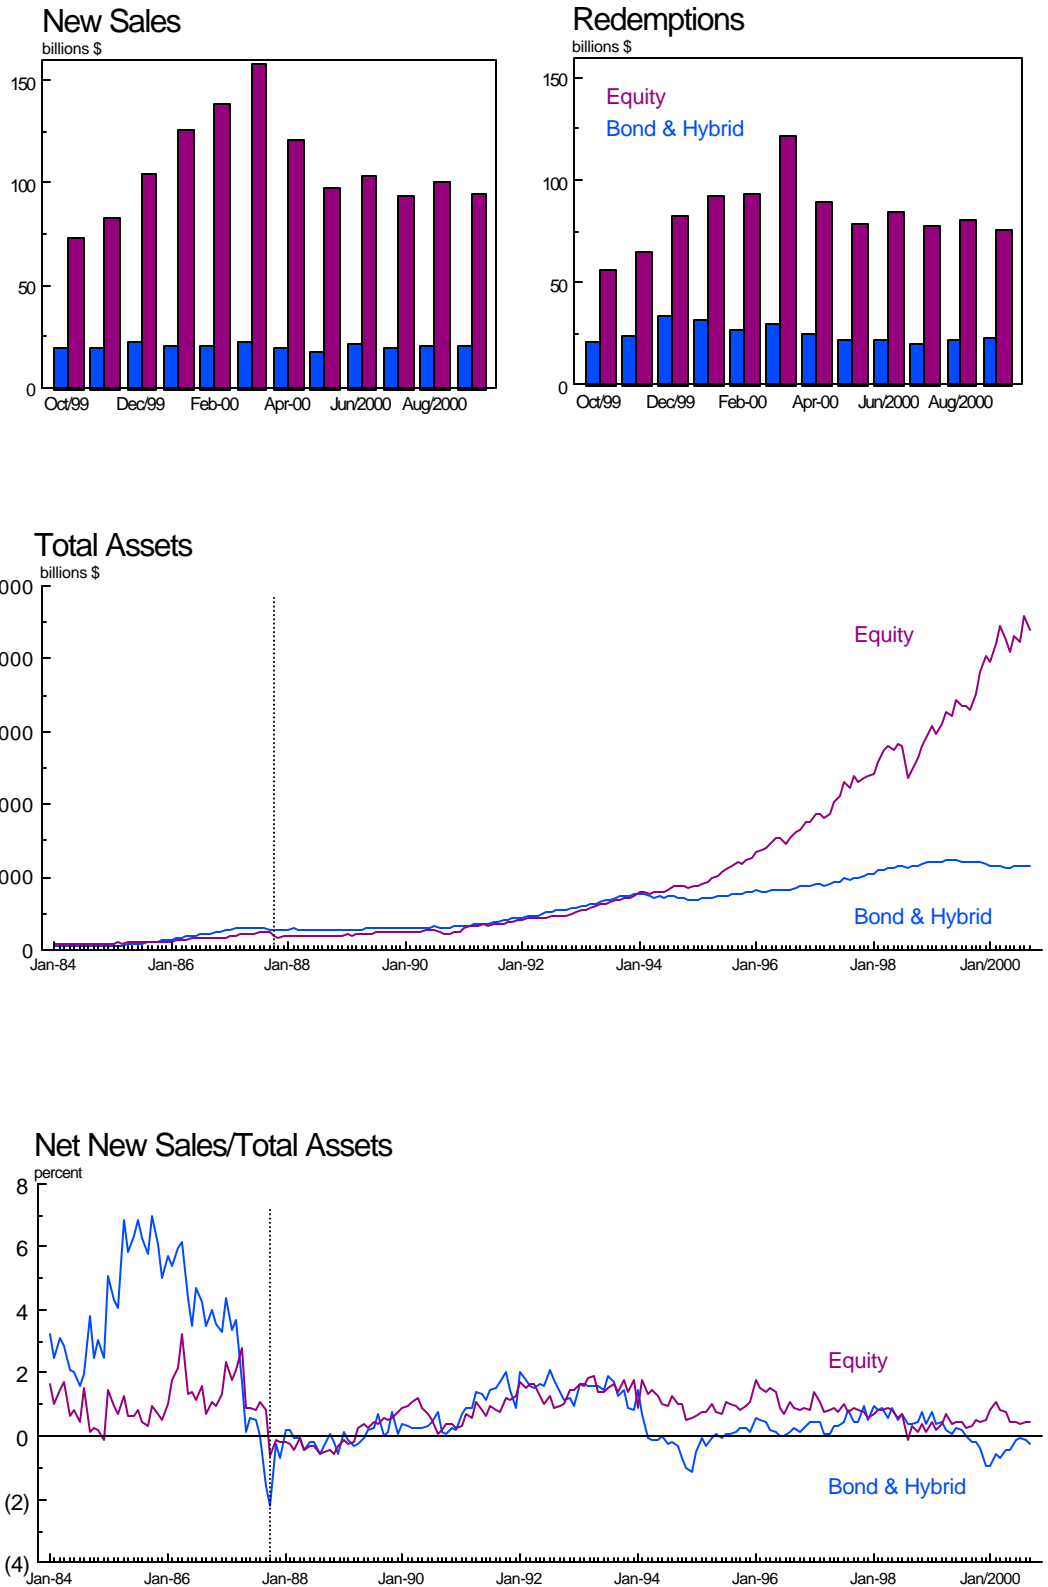 New Sales
billions $
150
100
50
0
Oct/99 Dec/99 Feb-00 Apr-00 Jun/2000 Aug/2000
Redemptions
billions $
150
Equity
Bond & Hybrid
100
50
0
Oct/99 Dec/99 Feb-00 Apr-00 Jun/2000 Aug/2000
Total Assets
billions $
000
Equity
000
000
000
000
Bond & Hybrid
0
Jan-84 Jan-86 Jan-88 Jan-90 Jan-92 Jan-94 Jan-96 Jan-98 Jan/2000
Net New Sales/Total Assets
percent
8
6
4
2
Equity
0
Bond & Hybrid
(2)
(4)
Jan-84 Jan-86 Jan-88 Jan-90 Jan-92 Jan-94 Jan-96 Jan-98 Jan/2000